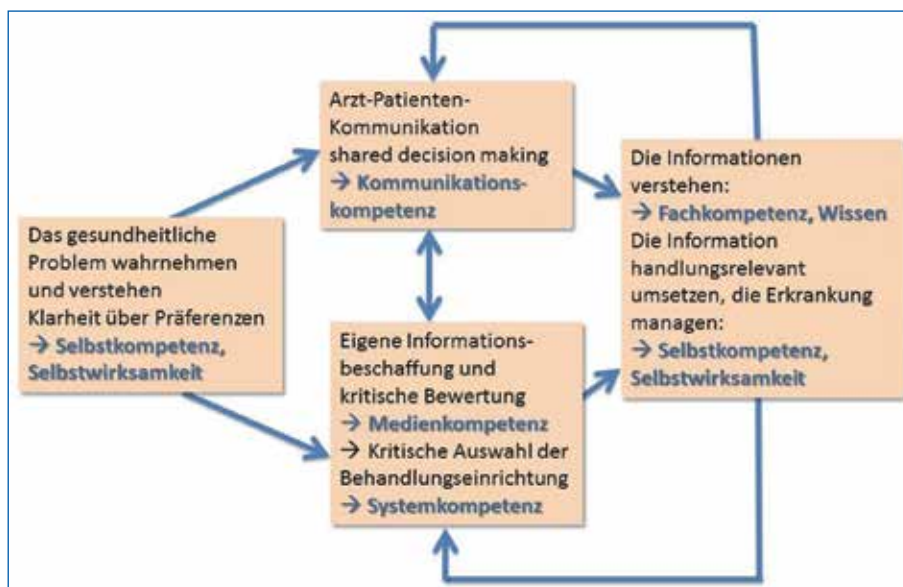 Das gesundheitliche
Problem wahrnehmen
und verstehen
Klarheit über Präferenzen
→ Selbstkompetenz,
Selbstwirksamkeit
Arzt-Patienten-
Kommunikation
shared decision making
→ Kommunikations-
kompetenz
Eigene Informations-
beschaffung und
kritische Bewertung
→ Medienkompetenz
→ Kritische Auswahl der
Behandlungseinrichtung
→ Systemkompetenz
Die Informationen
verstehen:
→ Fachkompetenz, Wissen
Die Information
handlungsrelevant
umsetzen, die Erkrankung
managen:
→ Selbstkompetenz,
Selbstwirksamkeit